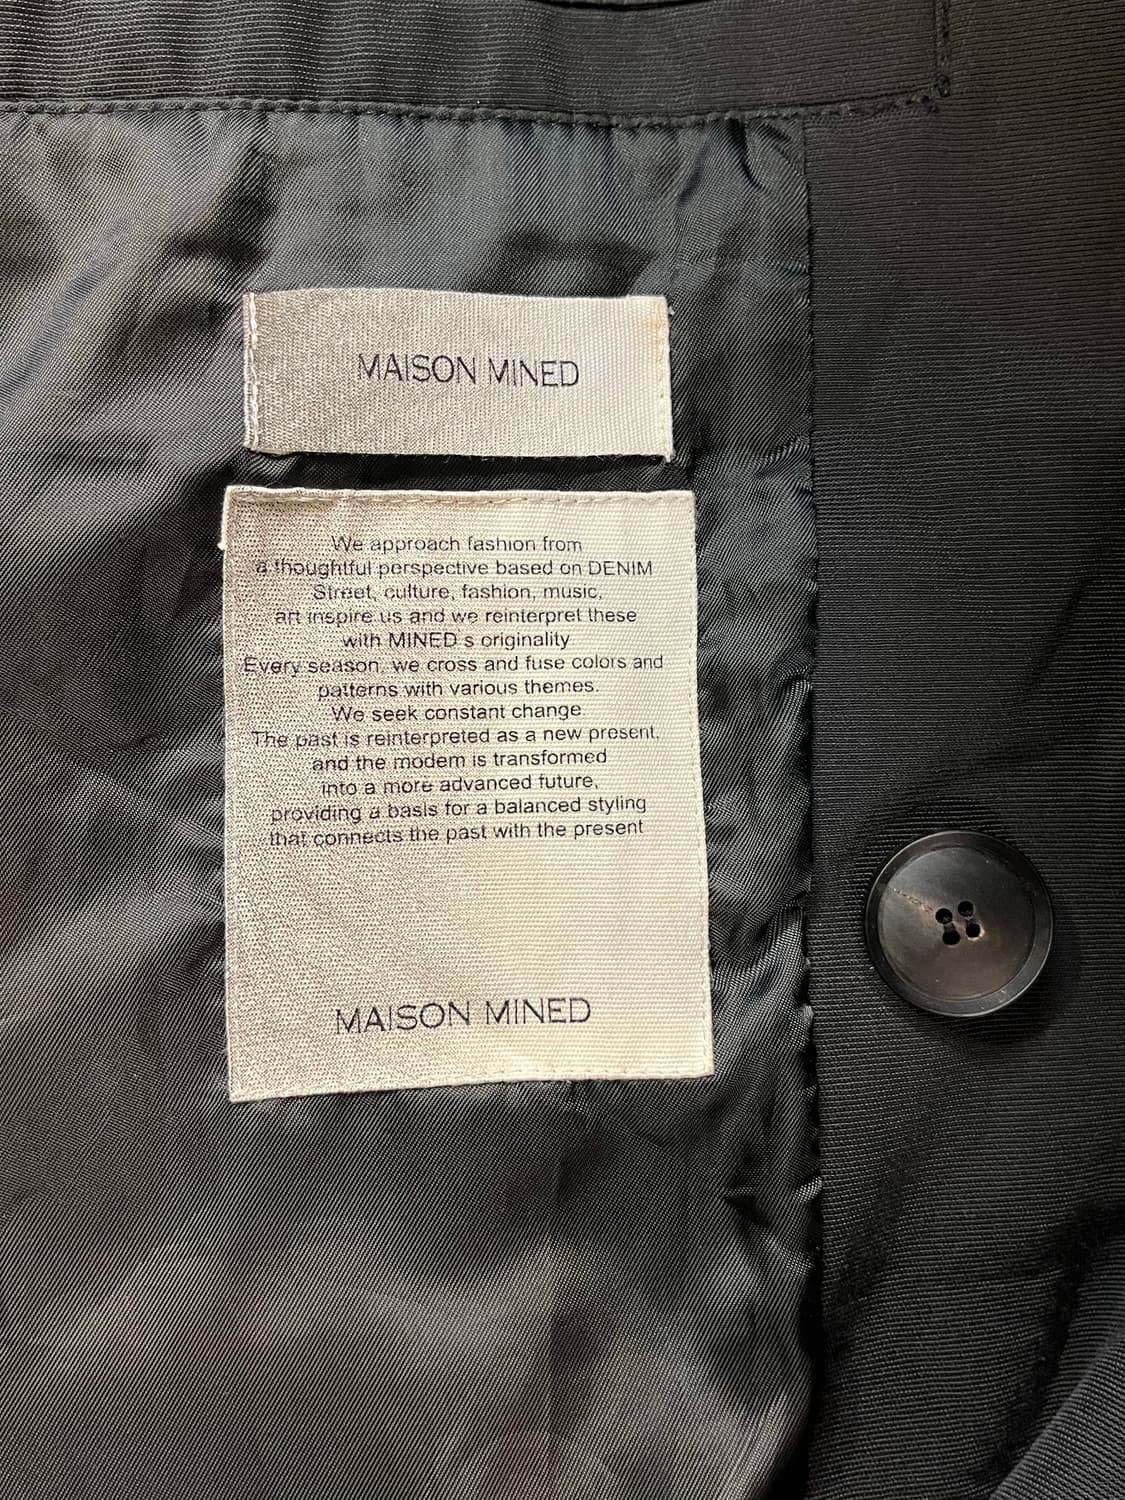 MAISON MINED
We approach fashion from
a thoughtful perspective based on DENIM
Street, culture, fashion, music,
art inspire us and we reinterpret these
with MINED s originality
Every season, we cross and fuse colors and
patterns with various themes.
We seek constant change.
The past is reinterpreted as a new present,
and the modem is transformed
into a more advanced future,
providing a basis for a balanced styling
that connects the past with the present
MAISON MINED